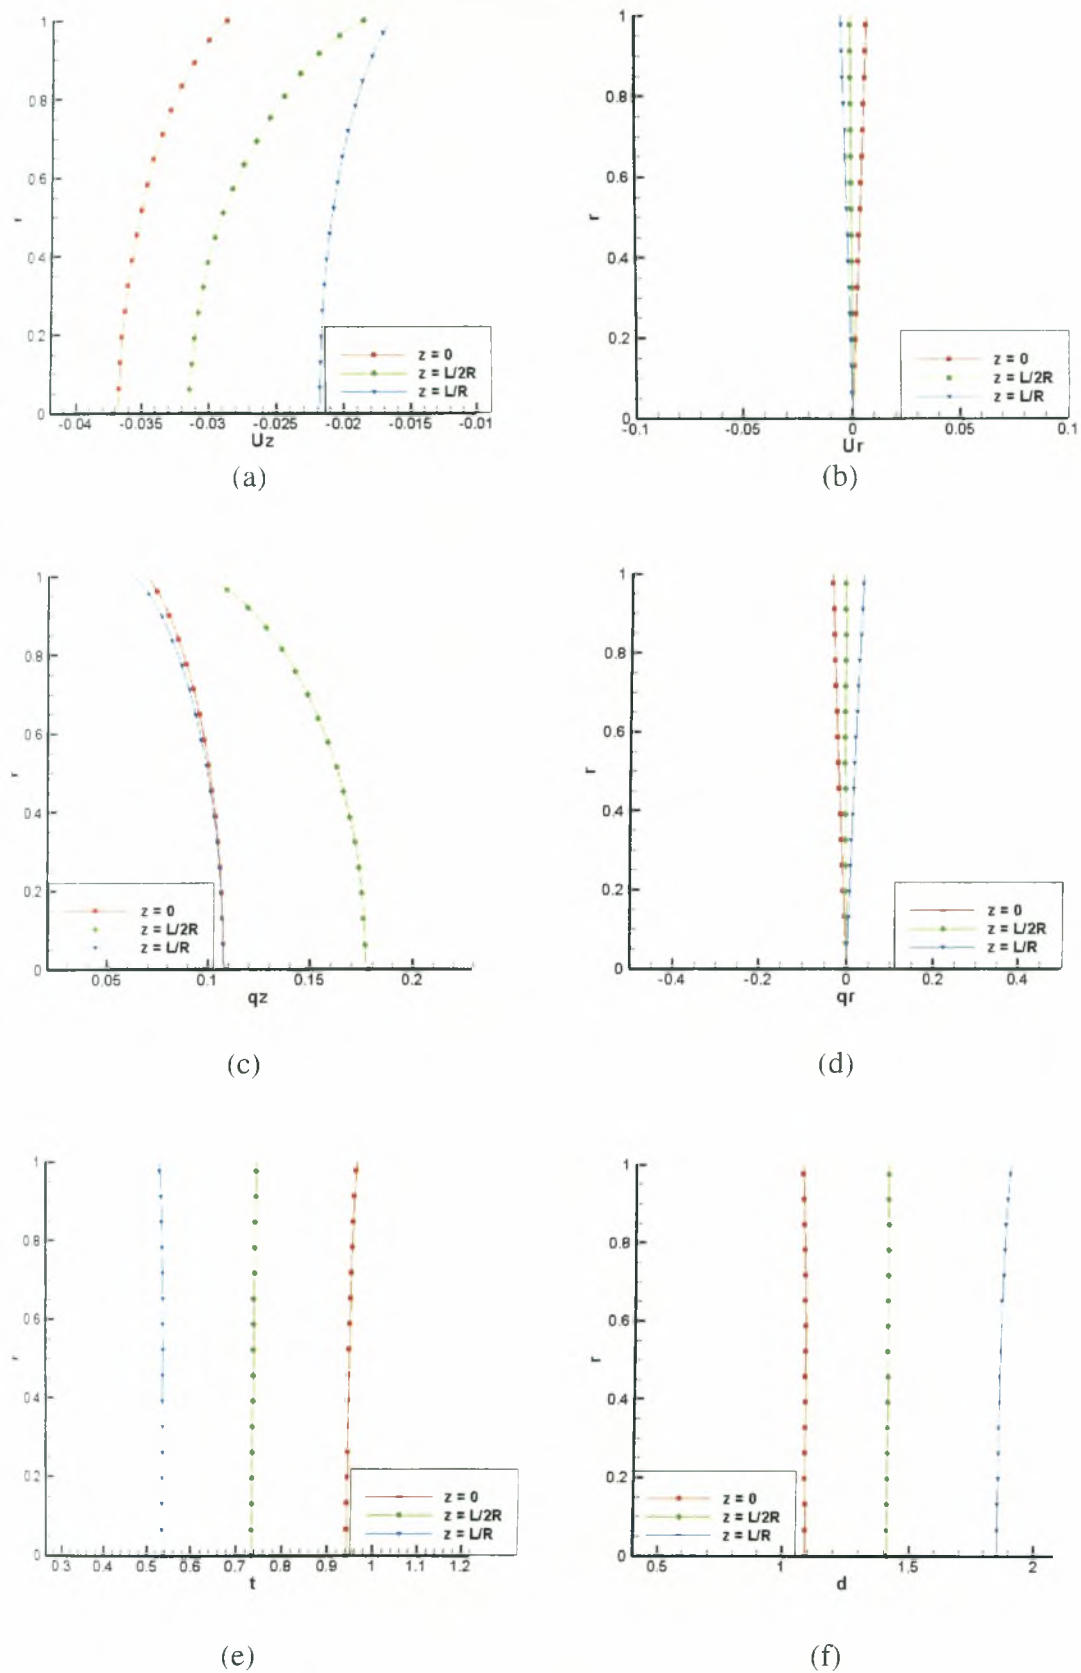 1
0.8
0.6
0.4
0.2
0
r
-0.04
-0.035
-0.03
-0.025
-0.02
-0.015
-0.01
Uz
z = 0
z = L/2R
z = L/R
(a)
1
0.8
0.6
0.4
0.2
0
r
-0.1
-0.05
0
0.05
0.1
Ur
z = 0
z = L/2R
z = L/R
(b)
1
0.8
0.6
0.4
0.2
0
r
0.05
0.1
0.15
0.2
qz
z = 0
z = L/2R
z = L/R
(c)
1
0.8
0.6
0.4
0.2
0
r
-0.4
-0.2
0
0.2
0.4
qr
z = 0
z = L/2R
z = L/R
(d)
1
0.8
0.6
0.4
0.2
0
r
0.3
0.4
0.5
0.6
0.7
0.8
0.9
1
1.1
1.2
t
z = 0
z = L/2R
z = L/R
(e)
1
0.8
0.6
0.4
0.2
0
r
0.5
1
1.5
2
d
z = 0
z = L/2R
z = L/R
(f)